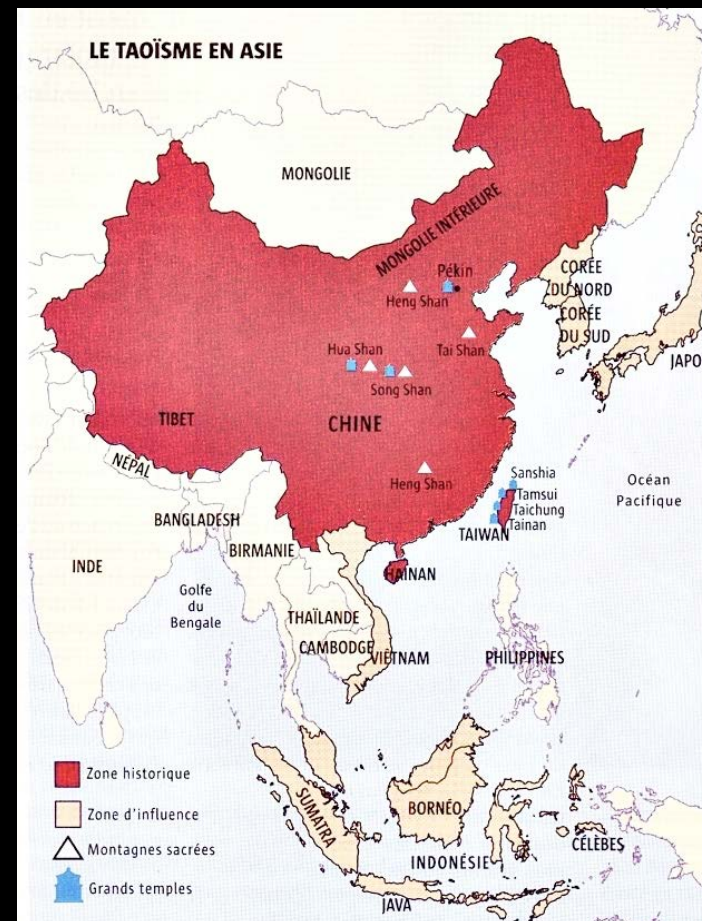 LE TAOÏSME EN ASIE
MONGOLIE
MONGOLIE INTÉRIEURE
Pékin
Heng Shan
CORÉE
DU NORD
CORÉE
DU SUD
Hua Shan
Tai Shan
JAPO
Song Shan
TIBET
CHINE
NÉPAL
Heng Shan
Sanshia
Tamsui
Taichung
Tainan
TAIWAN
Océan
Pacifique
BANGLADESH
BIRMANIE
INDE
HAINAN
Golfe
du
Bengale
THAÏLANDE
CAMBODGE
VIÊTNAM
PHILIPPINES
Zone historique
Zone d'influence
Montagnes sacrées
Grands temples
SUMATRA
BORNÉO
CÉLÈBES
INDONÉSIE
JAVA